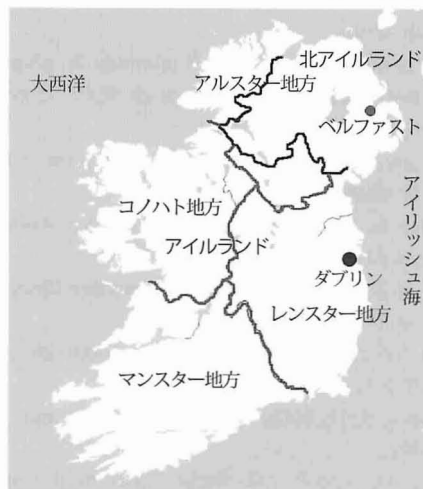 北アイルランド
大西洋
アルスター地方
ベルファスト
コノハト地方
アイルランド
アイリッシュ海
ダブリン
レンスター地方
マンスター地方